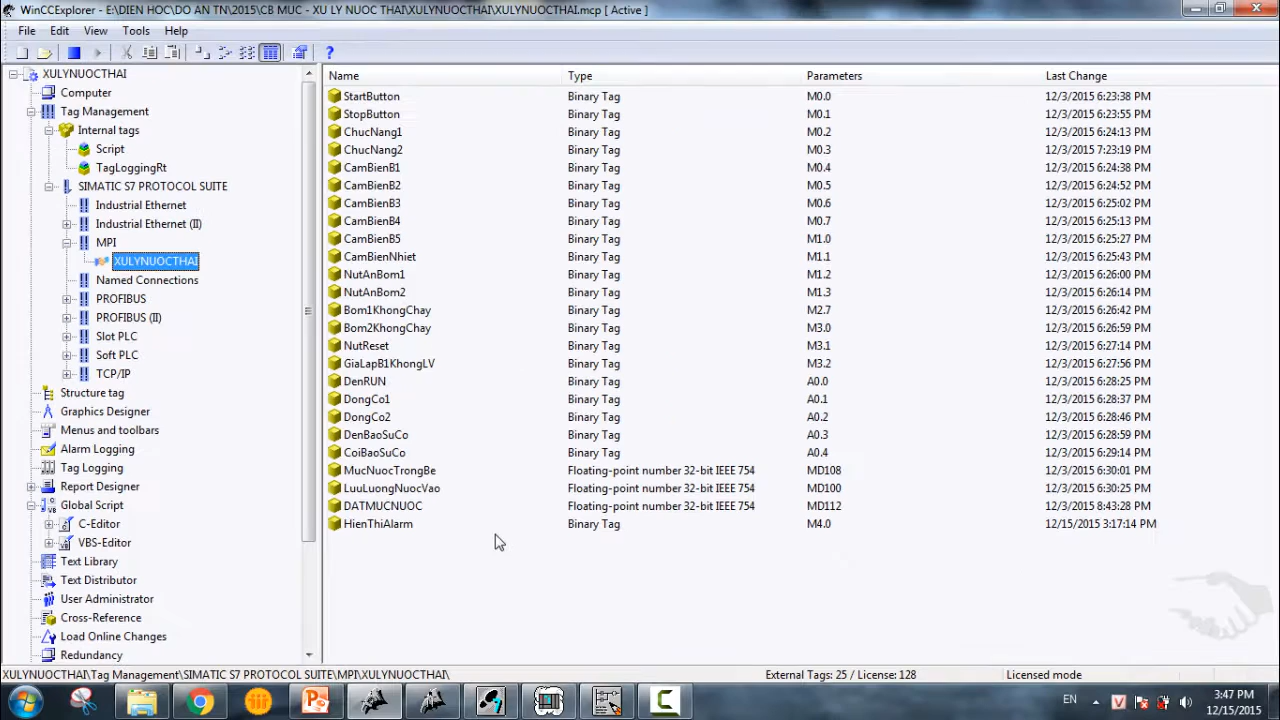 WinCCExplorer - E:\DIEN HOC\DO AN TN\2015\CB MUC - XU LY NUOC THAI\XULYNUOCTHAI\XULYNUOCTHAI.mcp [ Active ]
File Edit View Tools Help
XULYNUOCTHAI
Computer
Tag Management
Internal tags
Script
TagLoggingRt
SIMATIC S7 PROTOCOL SUITE
Industrial Ethernet
Industrial Ethernet (II)
MPI
XULYNUOCTHAI
Named Connections
PROFIBUS
PROFIBUS (II)
Slot PLC
Soft PLC
TCP/IP
Structure tag
Graphics Designer
Menus and toolbars
Alarm Logging
Tag Logging
Report Designer
Global Script
C-Editor
VBS-Editor
Text Library
Text Distributor
User Administrator
Cross-Reference
Load Online Changes
Redundancy
Name Type Parameters Last Change
StartButton Binary Tag M0.0 12/3/2015 6:23:38 PM
StopButton Binary Tag M0.1 12/3/2015 6:23:55 PM
ChucNang1 Binary Tag M0.2 12/3/2015 6:24:13 PM
ChucNang2 Binary Tag M0.3 12/3/2015 7:23:19 PM
CamBienB1 Binary Tag M0.4 12/3/2015 6:24:38 PM
CamBienB2 Binary Tag M0.5 12/3/2015 6:24:52 PM
CamBienB3 Binary Tag M0.6 12/3/2015 6:25:02 PM
CamBienB4 Binary Tag M0.7 12/3/2015 6:25:13 PM
CamBienB5 Binary Tag M1.0 12/3/2015 6:25:27 PM
CamBienNhiet Binary Tag M1.1 12/3/2015 6:25:43 PM
NutAnBom1 Binary Tag M1.2 12/3/2015 6:26:00 PM
NutAnBom2 Binary Tag M1.3 12/3/2015 6:26:14 PM
Bom1KhongChay Binary Tag M2.7 12/3/2015 6:26:42 PM
Bom2KhongChay Binary Tag M3.0 12/3/2015 6:26:59 PM
NutReset Binary Tag M3.1 12/3/2015 6:27:14 PM
GiaLapB1KhongLV Binary Tag M3.2 12/3/2015 6:27:56 PM
DenRUN Binary Tag A0.0 12/3/2015 6:28:25 PM
DongCo1 Binary Tag A0.1 12/3/2015 6:28:37 PM
DongCo2 Binary Tag A0.2 12/3/2015 6:28:46 PM
DenBaoSuCo Binary Tag A0.3 12/3/2015 6:28:59 PM
CoiBaoSuCo Binary Tag A0.4 12/3/2015 6:29:14 PM
MucNuocTrongBe Floating-point number 32-bit IEEE 754 MD108 12/3/2015 6:30:01 PM
LuuLuongNuocVao Floating-point number 32-bit IEEE 754 MD100 12/3/2015 6:30:25 PM
DATMUCNUOC Floating-point number 32-bit IEEE 754 MD112 12/3/2015 8:43:28 PM
HienThiAlarm Binary Tag M4.0 12/15/2015 3:17:14 PM
XULYNUOCTHAI\Tag Management\SIMATIC S7 PROTOCOL SUITE\MPI\XULYNUOCTHAI\ External Tags: 25 / License: 128 Licensed mode
EN 3:47 PM
12/15/2015